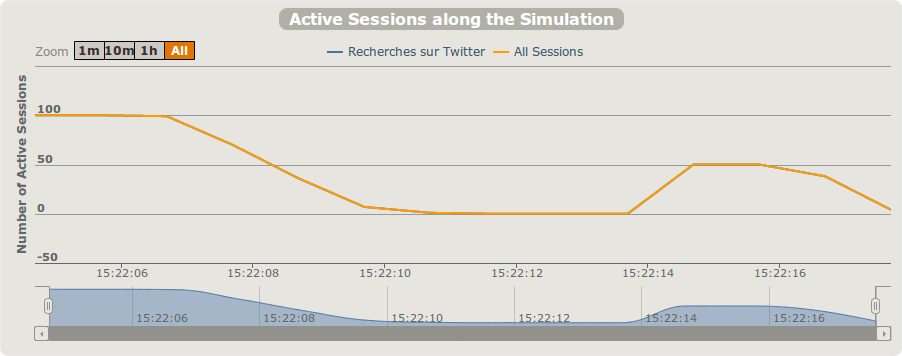 Active Sessions along the Simulation
Zoom 1m 10m 1h All
Recherches sur Twitter All Sessions
Number of Active Sessions
100
50
0
-50
15:22:06 15:22:08 15:22:10 15:22:12 15:22:14 15:22:16
15:22:06 15:22:08 15:22:10 15:22:12 15:22:14 15:22:16